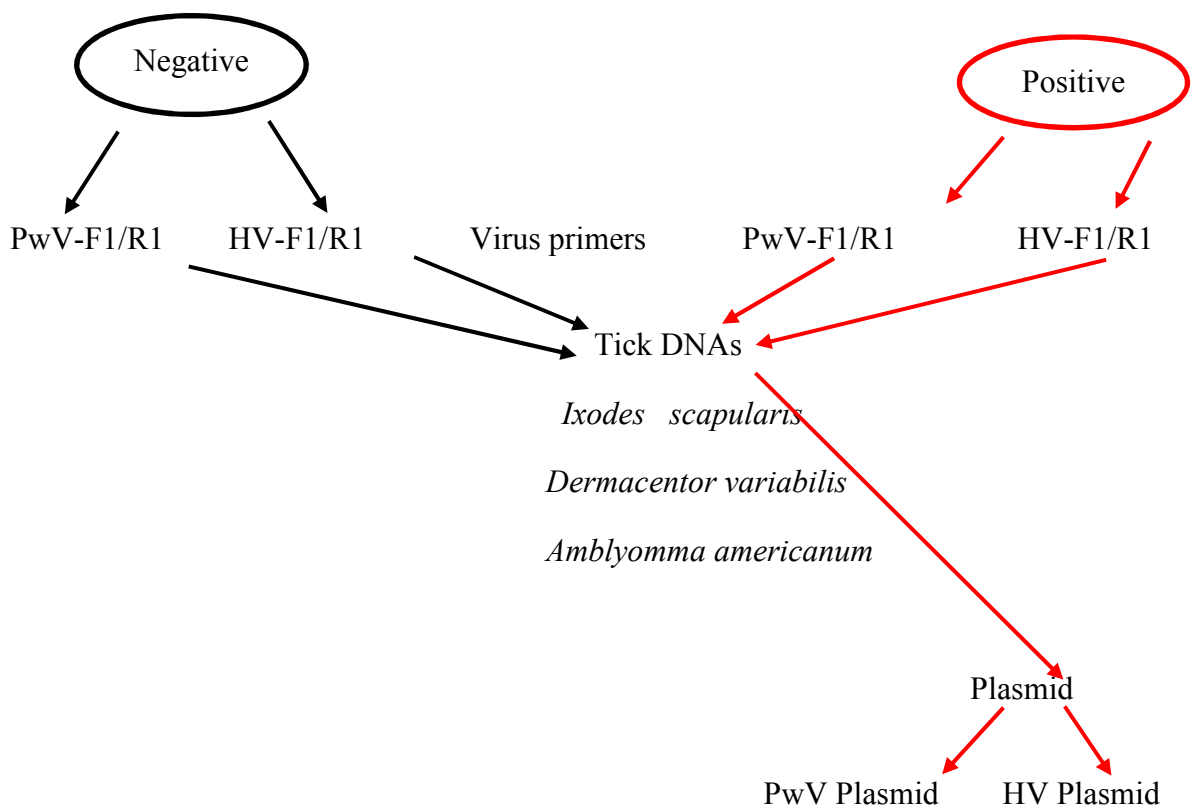 Negative
Positive
PwV-F1/R1 HV-F1/R1 Virus primers PwV-F1/R1 HV-F1/R1
Tick DNAs
Ixodes scapularis
Dermacentor variabilis
Amblyomma americanum
Plasmid
PwV Plasmid HV Plasmid